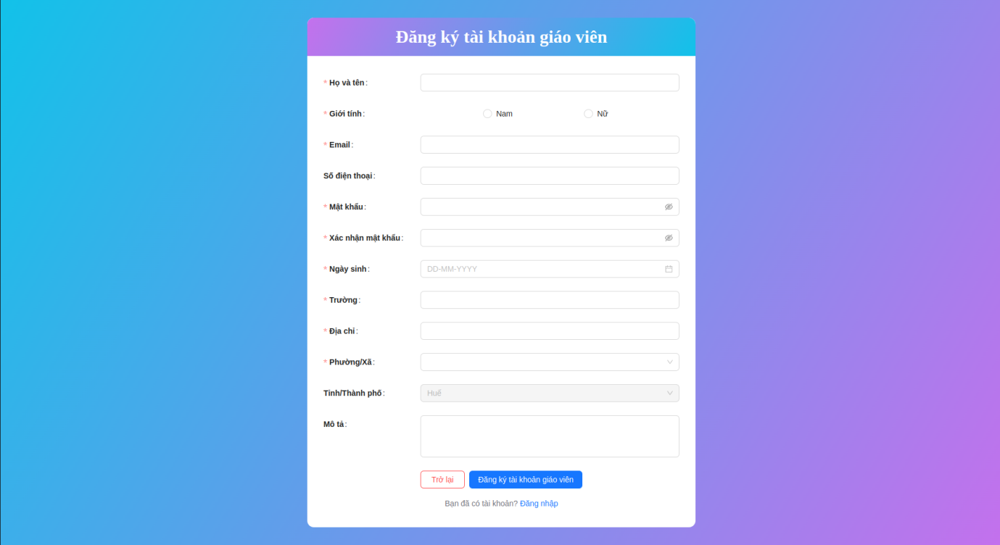 Đăng ký tài khoản giáo viên
* Họ và tên:
* Giới tính: Nam Nữ
* Email:
Số điện thoại:
* Mật khẩu:
* Xác nhận mật khẩu:
* Ngày sinh: DD-MM-YYYY
* Trường:
* Địa chỉ:
* Phường/Xã:
Tỉnh/Thành phố: Huế
Mô tả:
Trở lại Đăng ký tài khoản giáo viên
Bạn đã có tài khoản? Đăng nhập